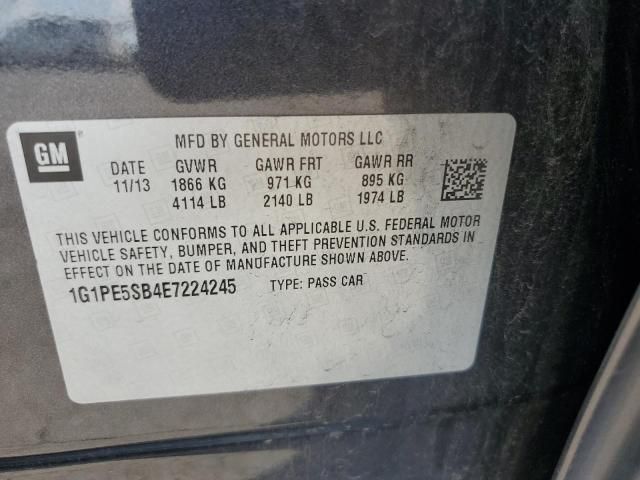 GM
MFD BY GENERAL MOTORS LLC
DATE GVWR GAWR FRT GAWR RR
11/13 1866 KG 971 KG 895 KG
4114 LB 2140 LB 1974 LB
THIS VEHICLE CONFORMS TO ALL APPLICABLE U.S. FEDERAL MOTOR
VEHICLE SAFETY, BUMPER, AND THEFT PREVENTION STANDARDS IN
EFFECT ON THE DATE OF MANUFACTURE SHOWN ABOVE.
1G1PE5SB4E7224245 TYPE: PASS CAR